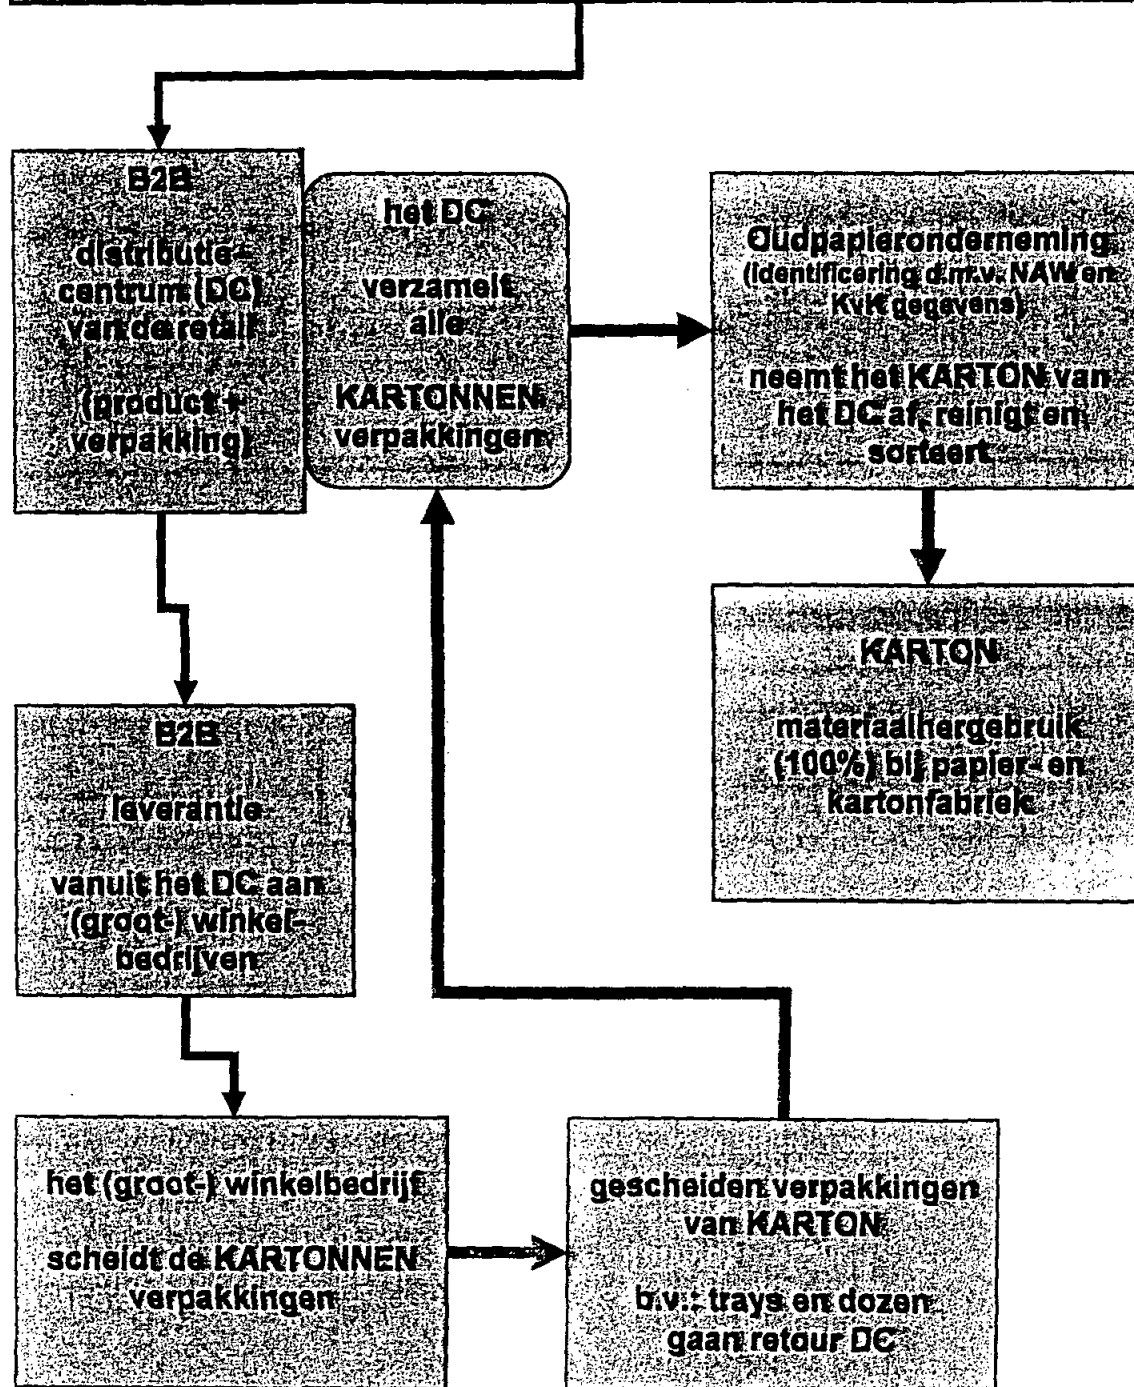 B2B
distributie-
centrum (DC)
van de retail
(product +
verpakking)
het DC
verzamelt
alle
KARTONNEN
verpakkingen
Oudpapieronderneming
(identificering d.m.v. NAW en
KvK gegevens)
neemt het KARTON van
het DC af, reinigt en
sorteert
KARTON
materiaalhergebruik
(100%) bij papier- en
kartonfabriek
B2B
leverantie
vanuit het DC aan
(groot-) winkel-
bedrijven
het (groot-) winkelbedrijf
scheidt de KARTONNEN
verpakkingen
gescheiden verpakkingen
van KARTON
b.v.: trays en dozen
gaan retour DC